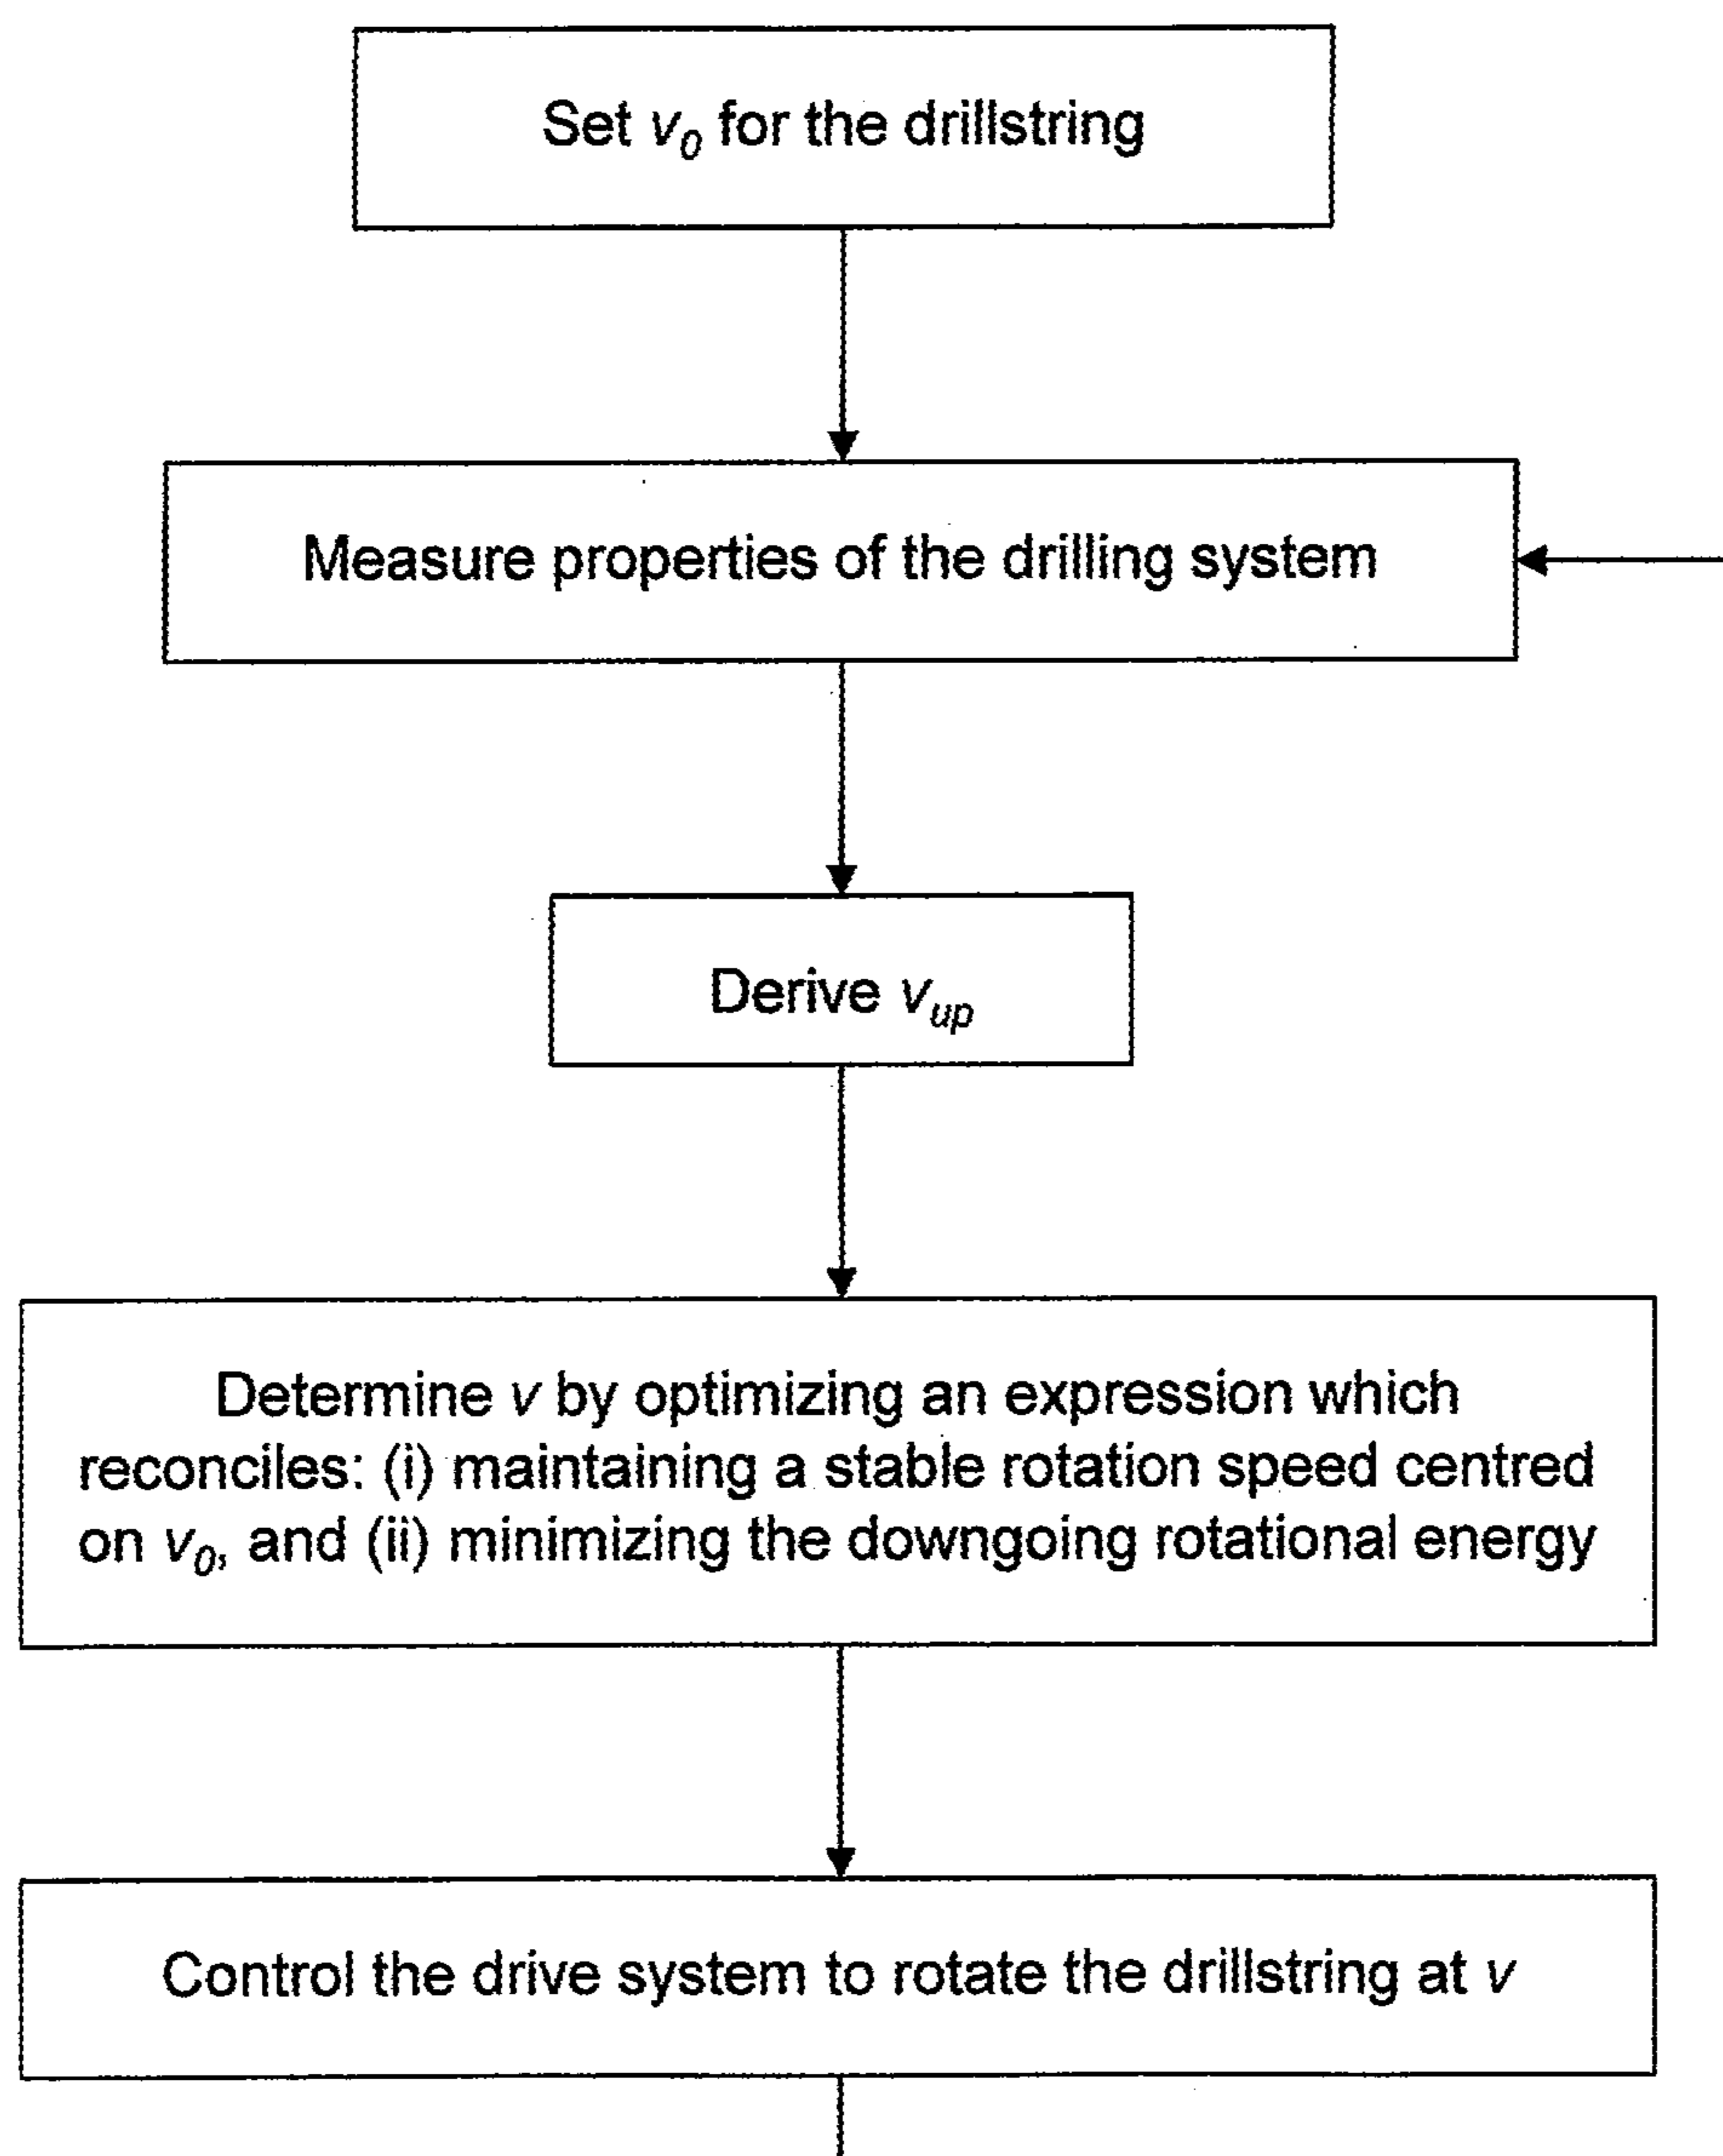 Set v₀ for the drillstring
Measure properties of the drilling system
Derive vᵤₚ
Determine v by optimizing an expression which
reconciles: (i) maintaining a stable rotation speed centred
on v₀, and (ii) minimizing the downgoing rotational energy
Control the drive system to rotate the drillstring at v